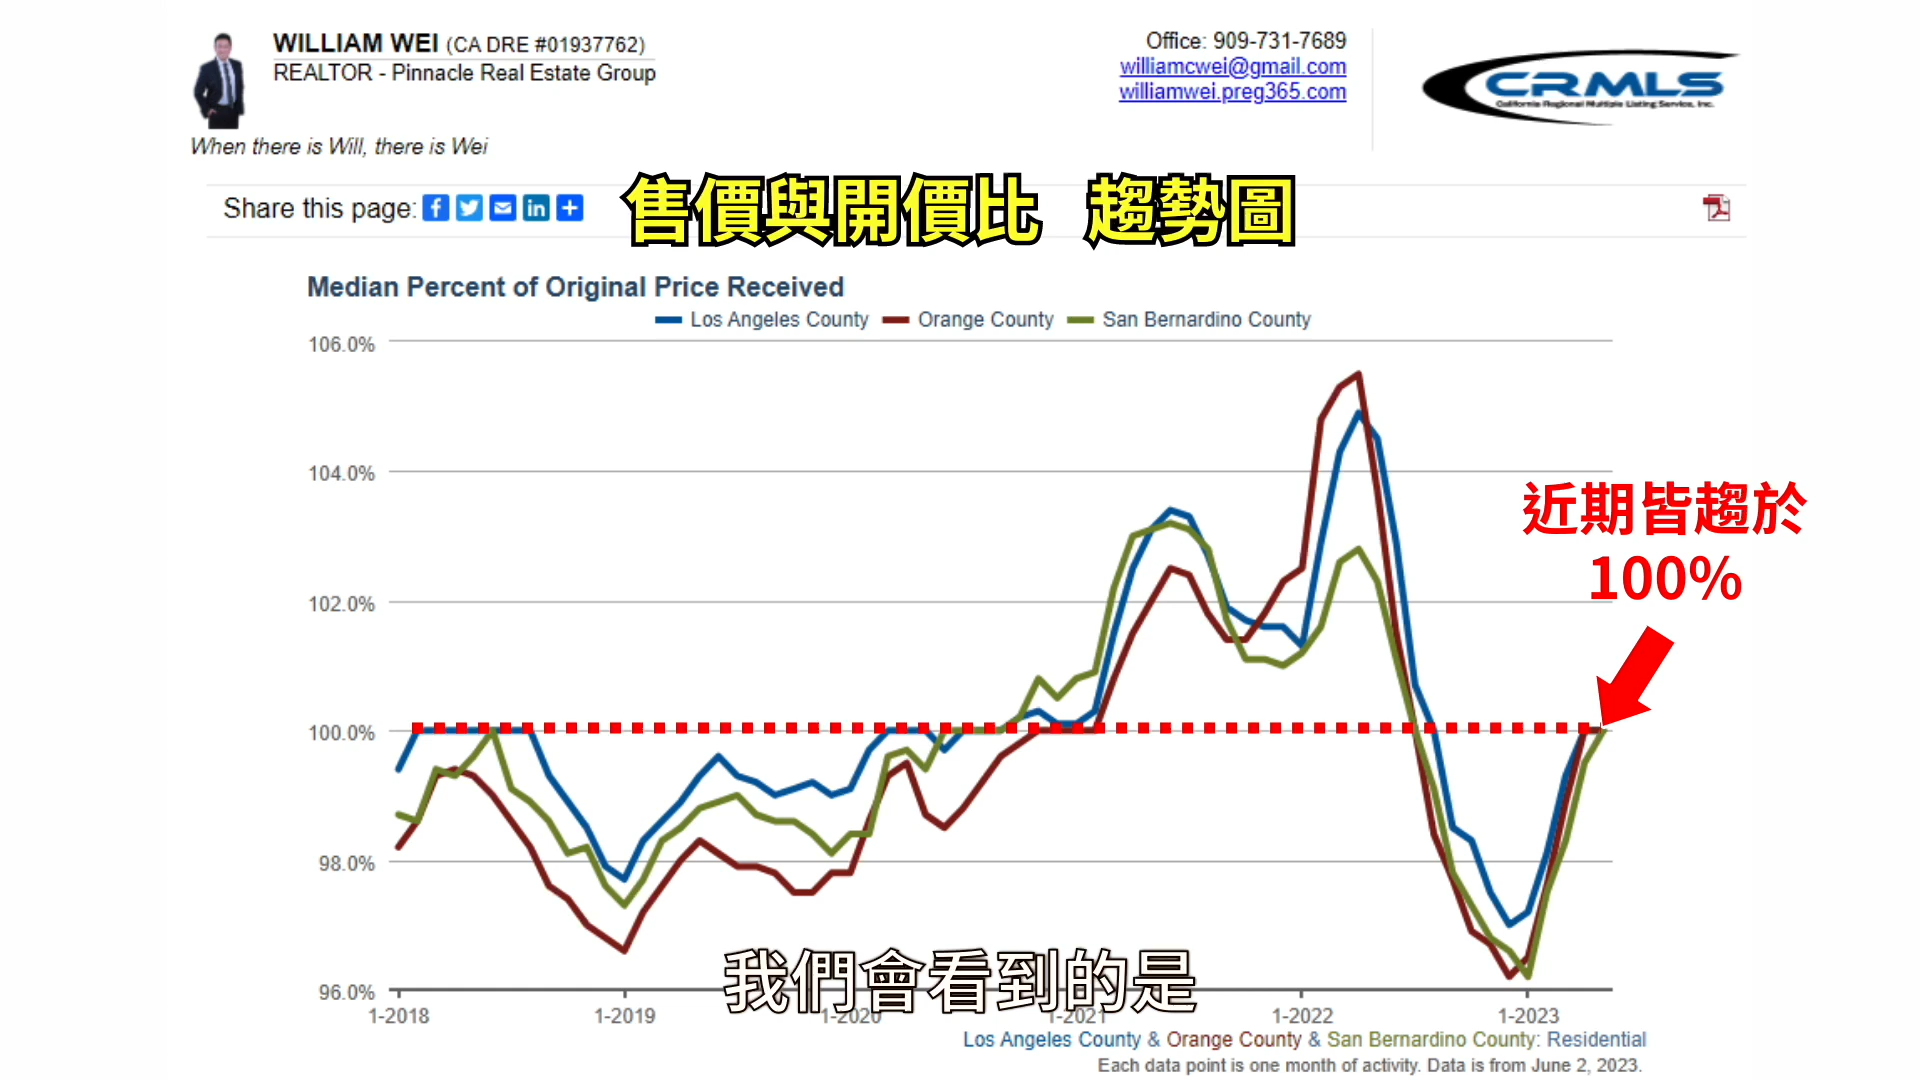 WILLIAM WEI (CA DRE #01937762)
REALTOR - Pinnacle Real Estate Group
When there is Will, there is Wei
Office: 909-731-7689
williamcwei@gmail.com
williamwei.preg365.com
CRMLS
California Regional Multiple Listing Service, Inc.
Share this page:
售價與開價比 趨勢圖
Median Percent of Original Price Received
Los Angeles County Orange County San Bernardino County
106.0%
104.0%
102.0%
100.0%
98.0%
96.0%
近期皆趨於
100%
我們會看到的是
1-2018 1-2019 1-2020 1-2021 1-2022 1-2023
Los Angeles County & Orange County & San Bernardino County: Residential
Each data point is one month of activity. Data is from June 2, 2023.